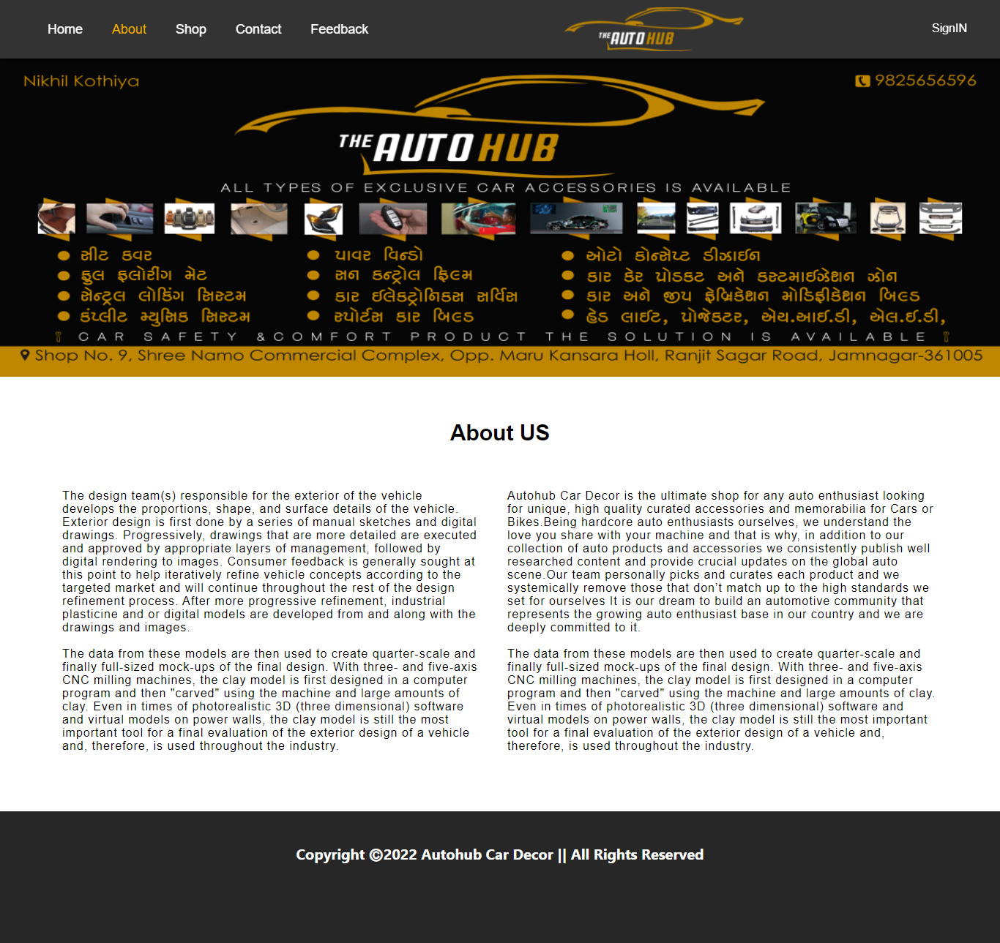 Home About Shop Contact Feedback
THE AUTO HUB
SignIN
Nikhil Kothiya
9825656596
THE AUTO HUB
ALL TYPES OF EXCLUSIVE CAR ACCESSORIES IS AVAILABLE
સીટ કવર
ફુલ ફ્લોરીંગ મેટ
સેન્ટ્રલ લોકિંગ સિસ્ટમ
કંપ્લીટ મ્યુસિક સિસ્ટમ
પાવર વિન્ડો
સન કન્ટ્રોલ ફિલ્મ
કાર ઈલેકટ્રોનિકસ સર્વિસ
સ્પોર્ટસ કાર બિલ્ડ
ઓટો કોન્સેપ્ટ ડીઝાઈન
કાર કેર પ્રોડકટ અને કસ્ટમાઈઝેશન ઝોન
કાર અને જીપ ફેબ્રિકેશન મોડિફીકેશન બિલ્ડ
હેડ લાઈટ, પ્રોજેકટર, એચ.આઈ.ડી, એલ.ઈ.ડી,
CAR SAFETY &COMFORT PRODUCT THE SOLUTION IS AVAILABLE
Shop No. 9, Shree Namo Commercial Complex, Opp. Maru Kansara Holl, Ranjit Sagar Road, Jamnagar-361005
About US
The design team(s) responsible for the exterior of the vehicle
develops the proportions, shape, and surface details of the vehicle.
Exterior design is first done by a series of manual sketches and digital
drawings. Progressively, drawings that are more detailed are executed
and approved by appropriate layers of management, followed by
digital rendering to images. Consumer feedback is generally sought at
this point to help iteratively refine vehicle concepts according to the
targeted market and will continue throughout the rest of the design
refinement process. After more progressive refinement, industrial
plasticine and or digital models are developed from and along with the
drawings and images.
The data from these models are then used to create quarter-scale and
finally full-sized mock-ups of the final design. With three- and five-axis
CNC milling machines, the clay model is first designed in a computer
program and then "carved" using the machine and large amounts of
clay. Even in times of photorealistic 3D (three dimensional) software
and virtual models on power walls, the clay model is still the most
important tool for a final evaluation of the exterior design of a vehicle
and, therefore, is used throughout the industry.
Autohub Car Decor is the ultimate shop for any auto enthusiast looking
for unique, high quality curated accessories and memorabilia for Cars or
Bikes.Being hardcore auto enthusiasts ourselves, we understand the
love you share with your machine and that is why, in addition to our
collection of auto products and accessories we consistently publish well
researched content and provide crucial updates on the global auto
scene.Our team personally picks and curates each product and we
systemically remove those that don’t match up to the high standards we
set for ourselves It is our dream to build an automotive community that
represents the growing auto enthusiast base in our country and we are
deeply committed to it.
The data from these models are then used to create quarter-scale and
finally full-sized mock-ups of the final design. With three- and five-axis
CNC milling machines, the clay model is first designed in a computer
program and then "carved" using the machine and large amounts of clay.
Even in times of photorealistic 3D (three dimensional) software and
virtual models on power walls, the clay model is still the most important
tool for a final evaluation of the exterior design of a vehicle and,
therefore, is used throughout the industry.
Copyright ©2022 Autohub Car Decor || All Rights Reserved